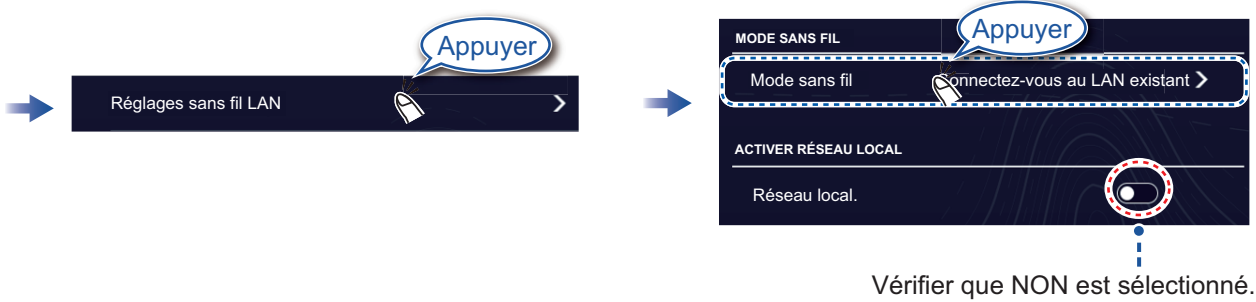 Appuyer
Réglages sans fil LAN
MODE SANS FIL
Appuyer
Mode sans fil
onnectez-vous au LAN existant
ACTIVER RÉSEAU LOCAL
Réseau local.
Vérifier que NON est sélectionné.